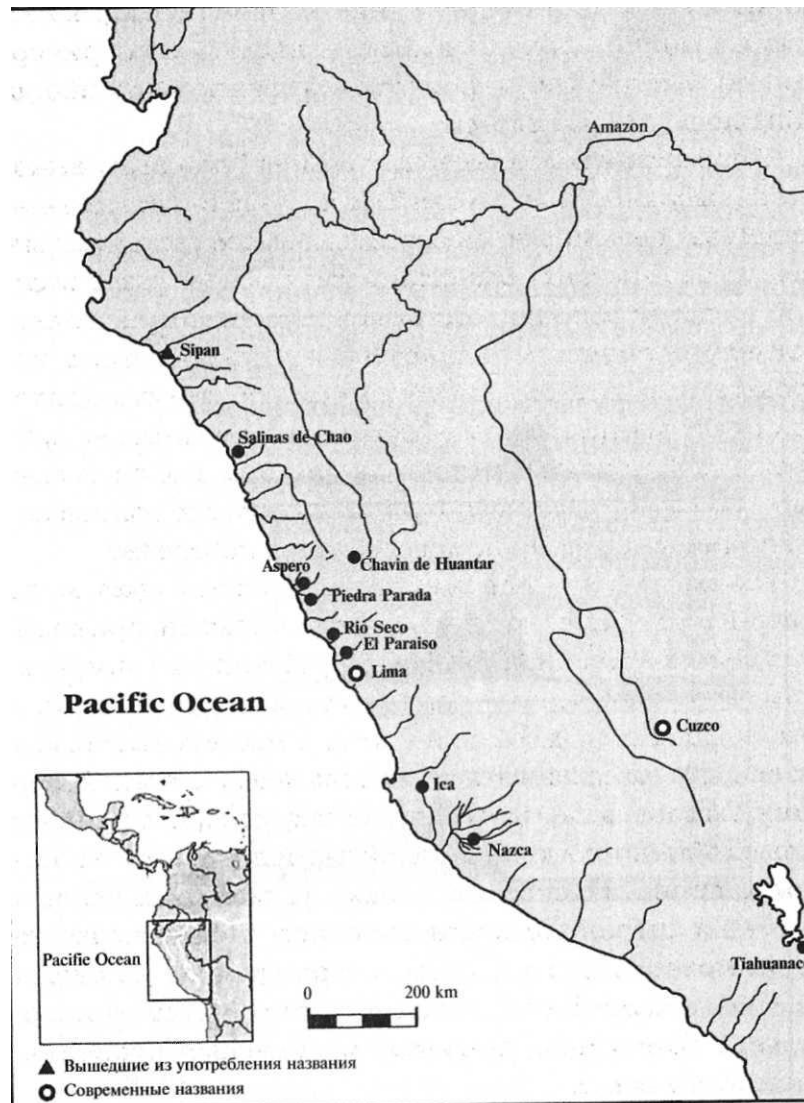 Amazon
Sipan
Salinas de Chao
Chavin de Huantar
Aspero
Piedra Parada
Rio Seco
El Paraiso
Lima
Pacific Ocean
Cuzco
Ica
Nazca
Pacific Ocean
Tiahuanaco
0 200 km
Вышедшие из употребления названия
Современные названия